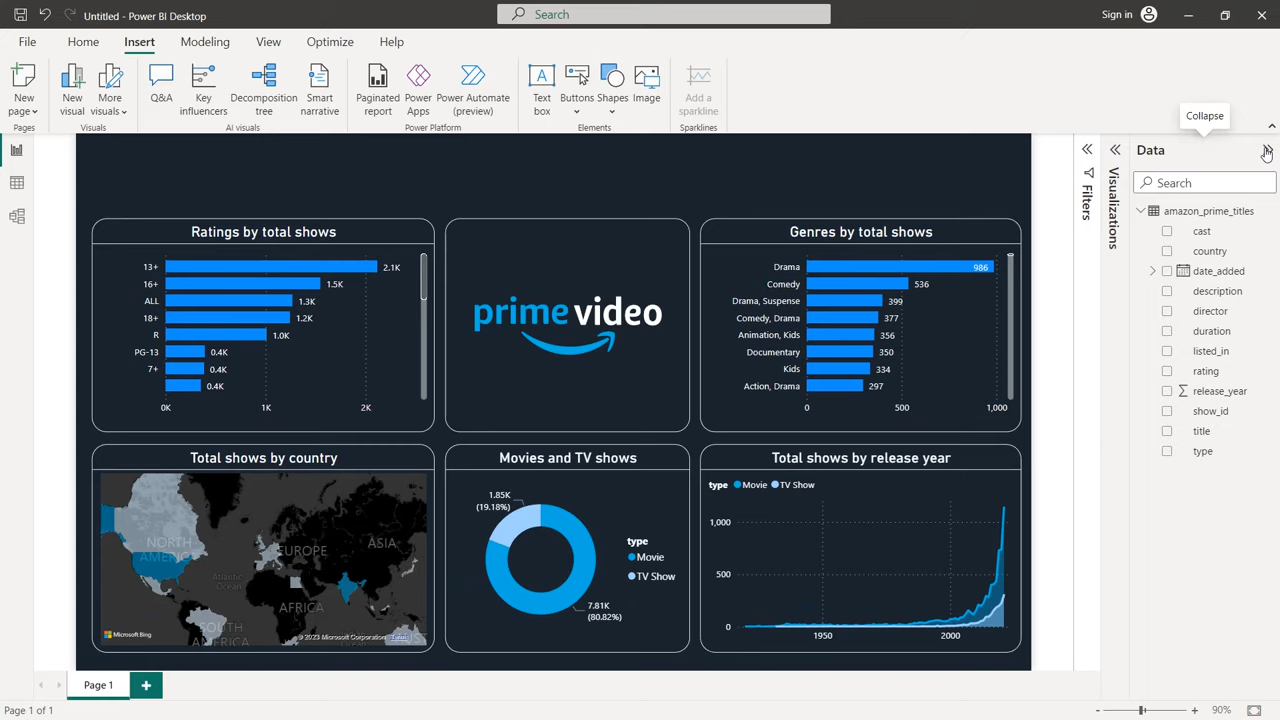 Untitled - Power BI Desktop
Search
Sign in
File Home Insert Modeling View Optimize Help
New page
New visual
More visuals
Q&A
Key influencers
Decomposition tree
Smart narrative
Paginated report
Power Apps
Power Automate (preview)
Text box
Buttons
Shapes
Image
Add a sparkline
Pages
Visuals
AI visuals
Power Platform
Elements
Sparklines
Collapse
Ratings by total shows
13+ 2.1K
16+ 1.5K
ALL 1.3K
18+ 1.2K
R 1.0K
PG-13 0.4K
7+ 0.4K
0.4K
0K 1K 2K
prime video
Genres by total shows
Drama 986
Comedy 536
Drama, Suspense 399
Comedy, Drama 377
Animation, Kids 356
Documentary 350
Kids 334
Action, Drama 297
0 500 1,000
Total shows by country
NORTH AMERICA
EUROPE
ASIA
Atlantic Ocean
AFRICA
SOUTH AMERICA
Microsoft Bing
© 2023 Microsoft Corporation
Movies and TV shows
1.85K
(19.18%)
type
Movie
TV Show
7.81K
(80.82%)
Total shows by release year
type Movie TV Show
1,000
500
0
1950 2000
Filters
Visualizations
Data
Search
amazon_prime_titles
cast
country
date_added
description
director
duration
listed_in
rating
release_year
show_id
title
type
Page 1
Page 1 of 1
90%